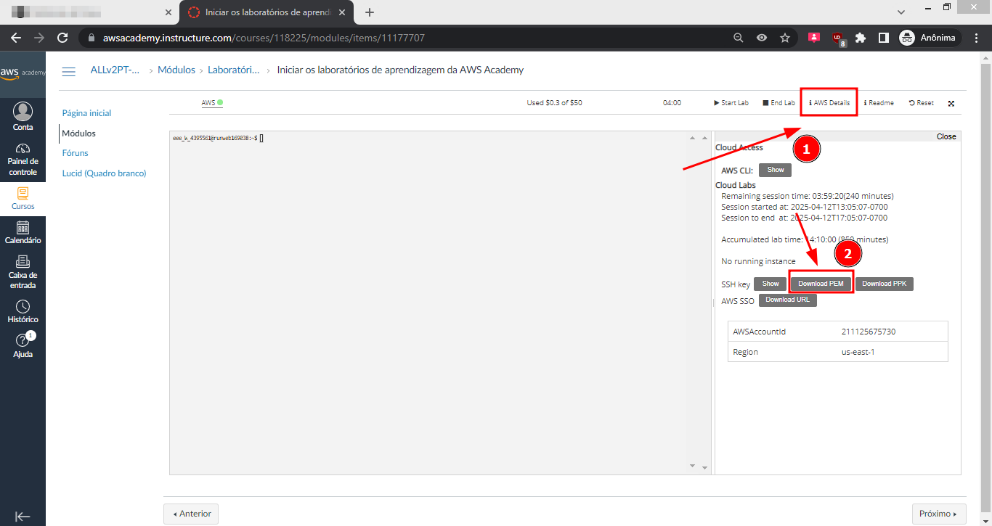 Iniciar os laboratórios de aprendi
awsacademy.instructure.com/courses/118225/modules/items/11177707
8
Anônima
aws academy
Conta
Painel de controle
Cursos
Calendário
Caixa de entrada
Histórico
1
Ajuda
ALLv2PT-... > Módulos > Laboratóri... > Iniciar os laboratórios de aprendizagem da AWS Academy
Página inicial
Módulos
Fóruns
Lucid (Quadro branco)
AWS Used $0.3 of $50 04:00 Start Lab End Lab AWS Details Readme Reset
Close
1
Cloud Access
AWS CLI: Show
Cloud Labs
Remaining session time: 03:59:20(240 minutes)
Session started at: 2025-04-12T13:05:07-0700
Session to end at: 2025-04-12T17:05:07-0700
Accumulated lab time: 14:10:00 (850 minutes)
2
No running instance
SSH key Show Download PEM Download PPK
AWS SSO Download URL
AWSAccountId 211125675730
Region us-east-1
Anterior
Próximo